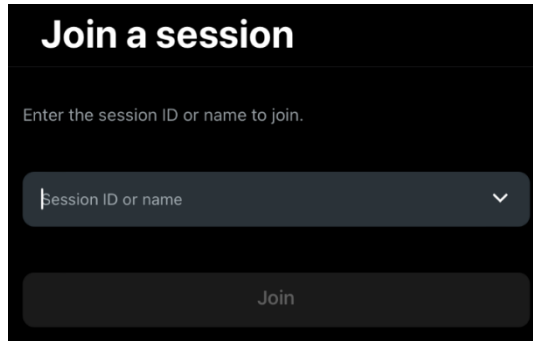 Join a session
Enter the session ID or name to join.
Session ID or name
Join